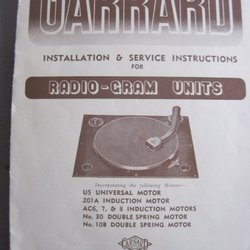 GARRARD
INSTALLATION & SERVICE INSTRUCTIONS
FOR
RADIO-GRAM UNITS
Incorporating the following Motors—
U5 UNIVERSAL MOTOR
201A INDUCTION MOTOR
AC6, 7, & 8 INDUCTION MOTORS
No. 30 DOUBLE SPRING MOTOR
No. 10B DOUBLE SPRING MOTOR